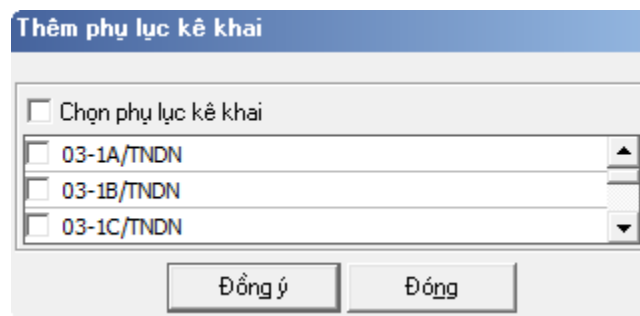 Thêm phụ lục kê khai
Chọn phụ lục kê khai
03-1A/TNDN
03-1B/TNDN
03-1C/TNDN
Đồng ý
Đóng